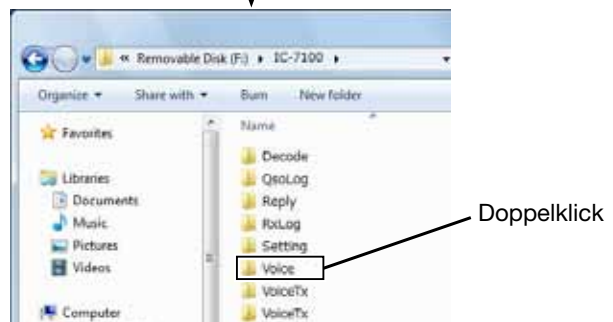 « Removable Disk (F:) ▸ IC-7100 ▸
Organize ▾ Share with ▾ Burn New folder
Name
Favorites
Libraries
Documents
Music
Pictures
Videos
Computer
Decode
QsoLog
Reply
RxLog
Setting
Voice
VoiceTx
VoiceTx
Doppelklick